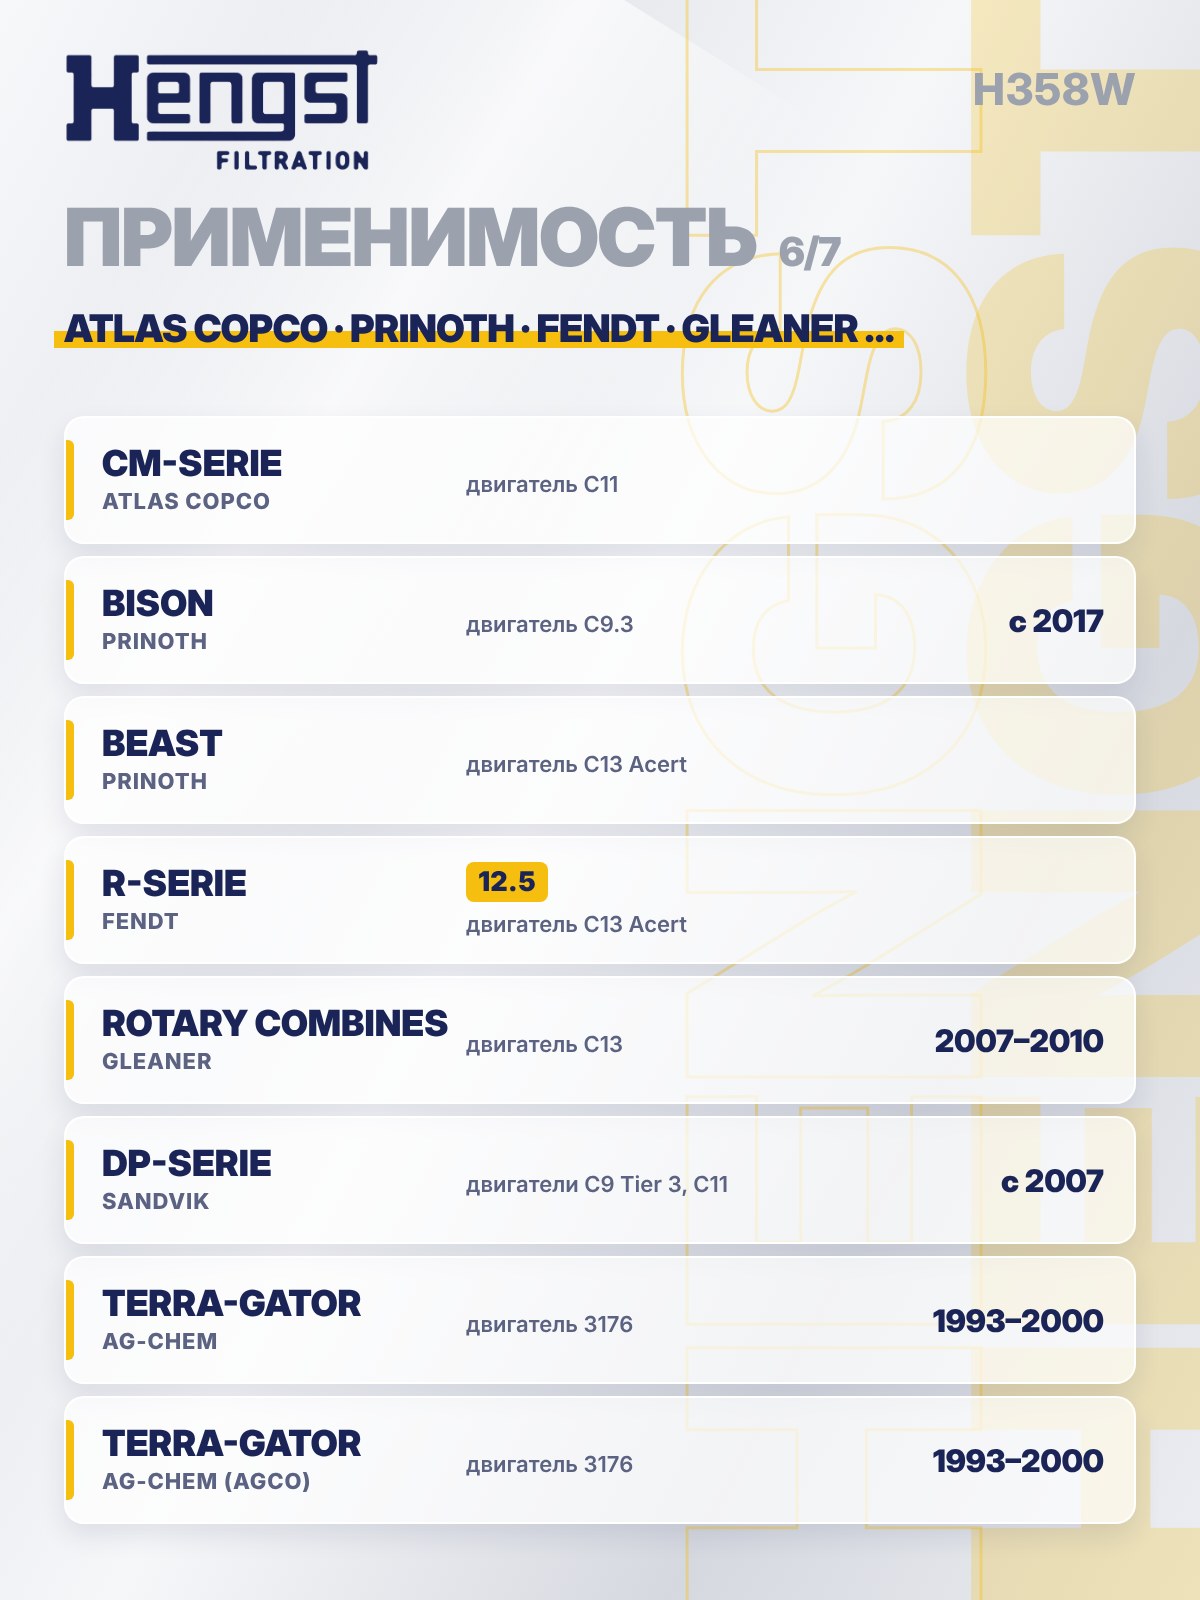 Hengst
FILTRATION
H358W
ПРИМЕНИМОСТЬ 6/7
ATLAS COPCO · PRINOTH · FENDT · GLEANER ...
CM-SERIE
ATLAS COPCO
двигатель C11
BISON
PRINOTH
двигатель C9.3
с 2017
BEAST
PRINOTH
двигатель C13 Acert
R-SERIE
FENDT
12.5
двигатель C13 Acert
ROTARY COMBINES
GLEANER
двигатель C13
2007–2010
DP-SERIE
SANDVIK
двигатели C9 Tier 3, C11
с 2007
TERRA-GATOR
AG-CHEM
двигатель 3176
1993–2000
TERRA-GATOR
AG-CHEM (AGCO)
двигатель 3176
1993–2000
HENGST
HENGST